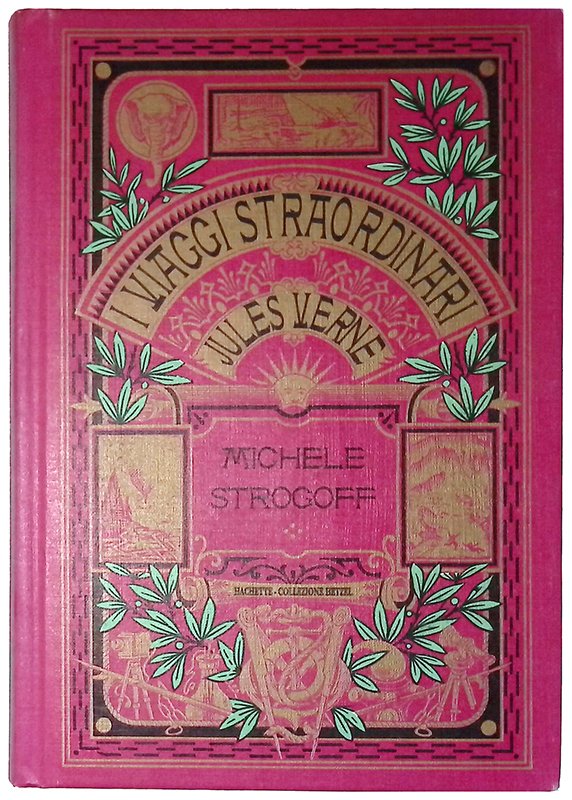 I VIAGGI STRAORDINARI
JULES VERNE
MICHELE
STROGOFF
HACHETTE - COLLEZIONE HETZEL